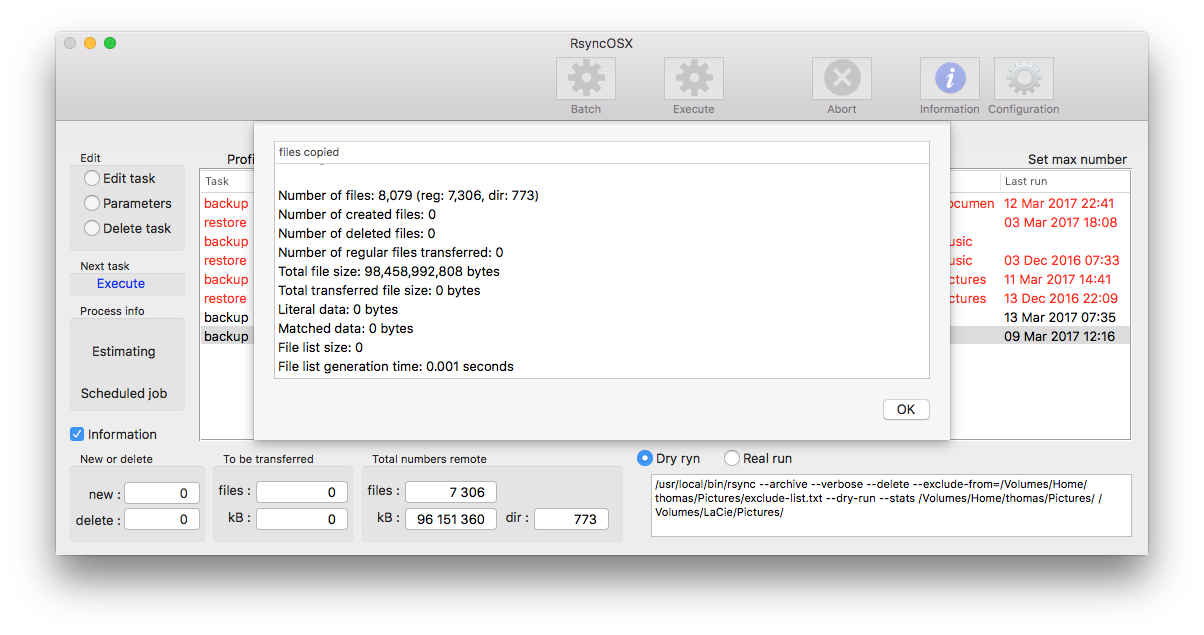 RsyncOSX
Batch
Execute
Abort
Information
Configuration
Edit
Edit task
Parameters
Delete task
Next task
Execute
Process info
Estimating
Scheduled job
Information
Profi
Set max number
Task
Last run
backup
ocumen 12 Mar 2017 22:41
restore
03 Mar 2017 18:08
backup
usic
restore
usic 03 Dec 2016 07:33
backup
ctures 11 Mar 2017 14:41
restore
ctures 13 Dec 2016 22:09
backup
13 Mar 2017 07:35
backup
09 Mar 2017 12:16
files copied
Number of files: 8,079 (reg: 7,306, dir: 773)
Number of created files: 0
Number of deleted files: 0
Number of regular files transferred: 0
Total file size: 98,458,992,808 bytes
Total transferred file size: 0 bytes
Literal data: 0 bytes
Matched data: 0 bytes
File list size: 0
File list generation time: 0.001 seconds
OK
New or delete
new : 0
delete : 0
To be transferred
files : 0
kB : 0
Total numbers remote
files : 7 306
kB : 96 151 360 dir : 773
Dry ryn Real run
/usr/local/bin/rsync --archive --verbose --delete --exclude-from=/Volumes/Home/
thomas/Pictures/exclude-list.txt --dry-run --stats /Volumes/Home/thomas/Pictures/ /
Volumes/LaCie/Pictures/